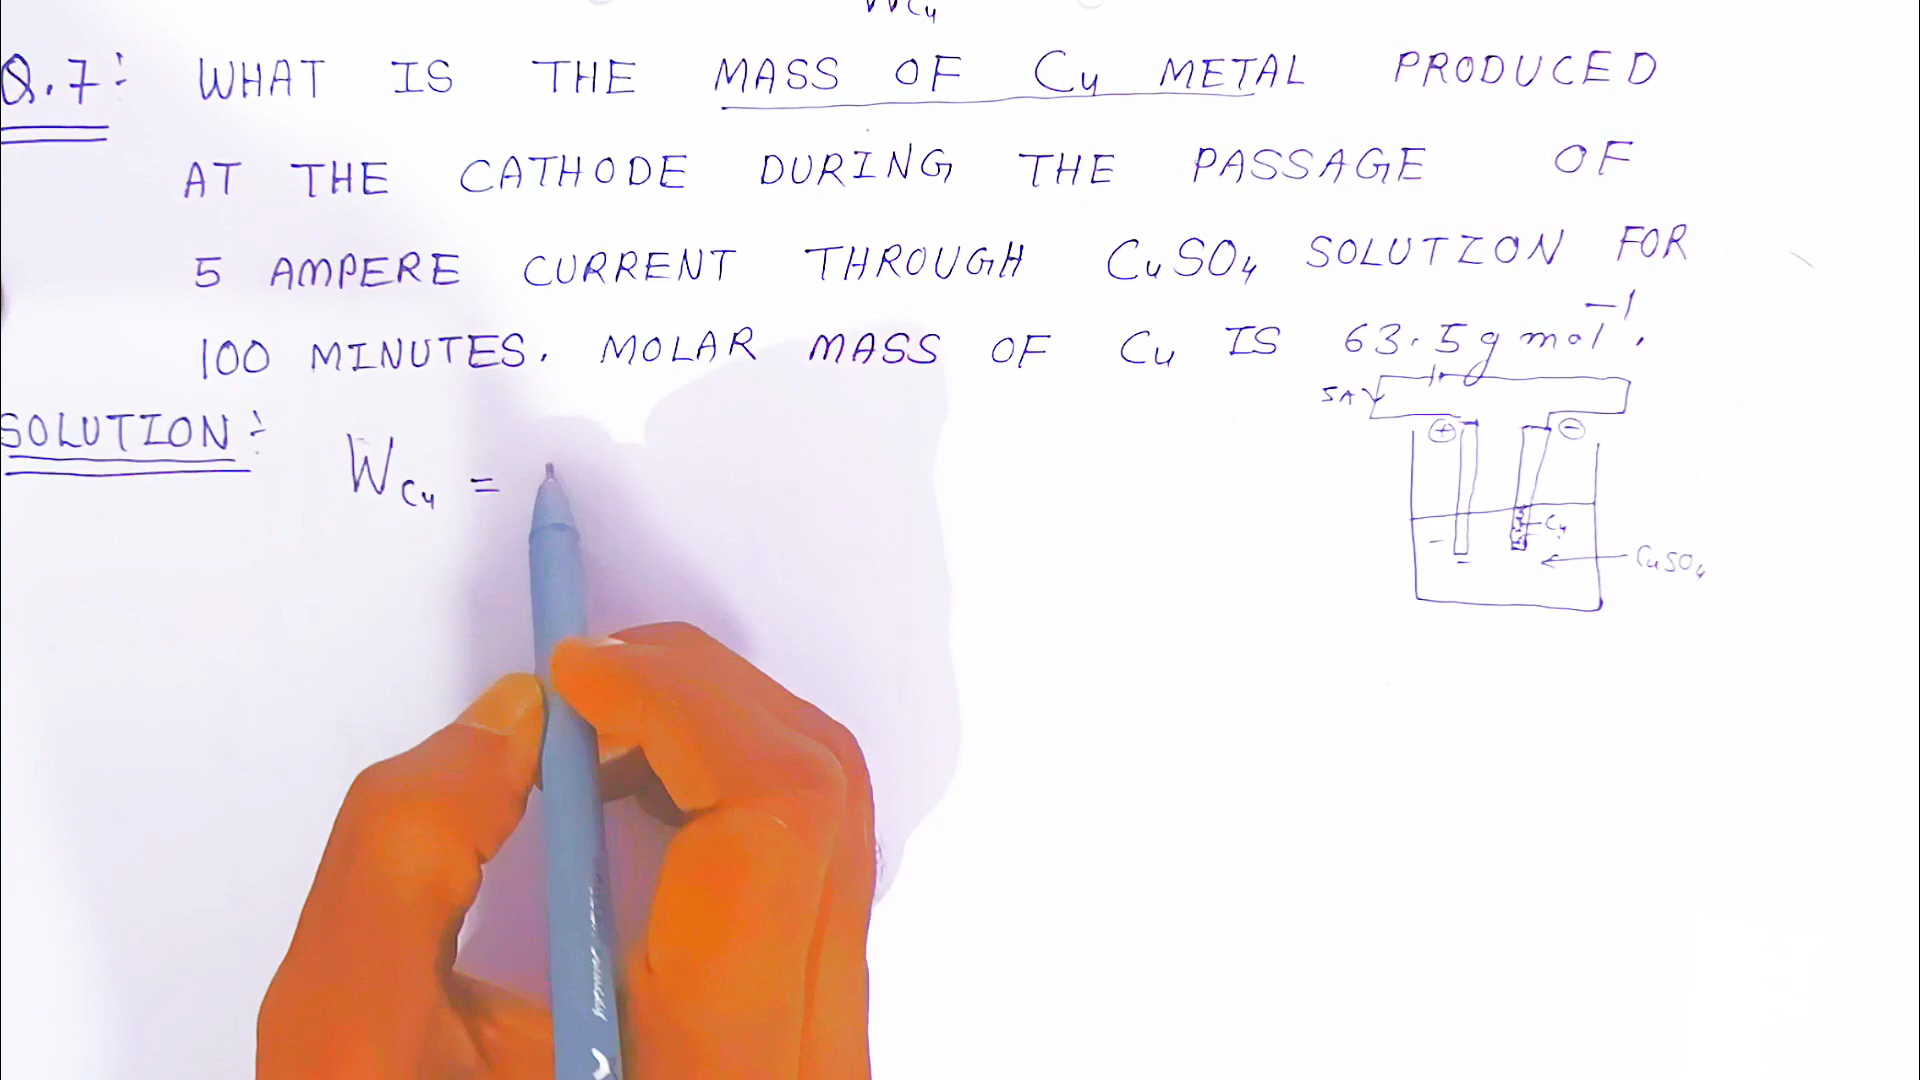 WCu
Q.7: WHAT IS THE MASS OF Cu METAL PRODUCED
AT THE CATHODE DURING THE PASSAGE OF
5 AMPERE CURRENT THROUGH CuSO4 SOLUTION FOR
100 MINUTES. MOLAR MASS OF Cu IS 63.5 g mol⁻¹.
5A
SOLUTION: WCu =
+ −
Cu
CuSO4